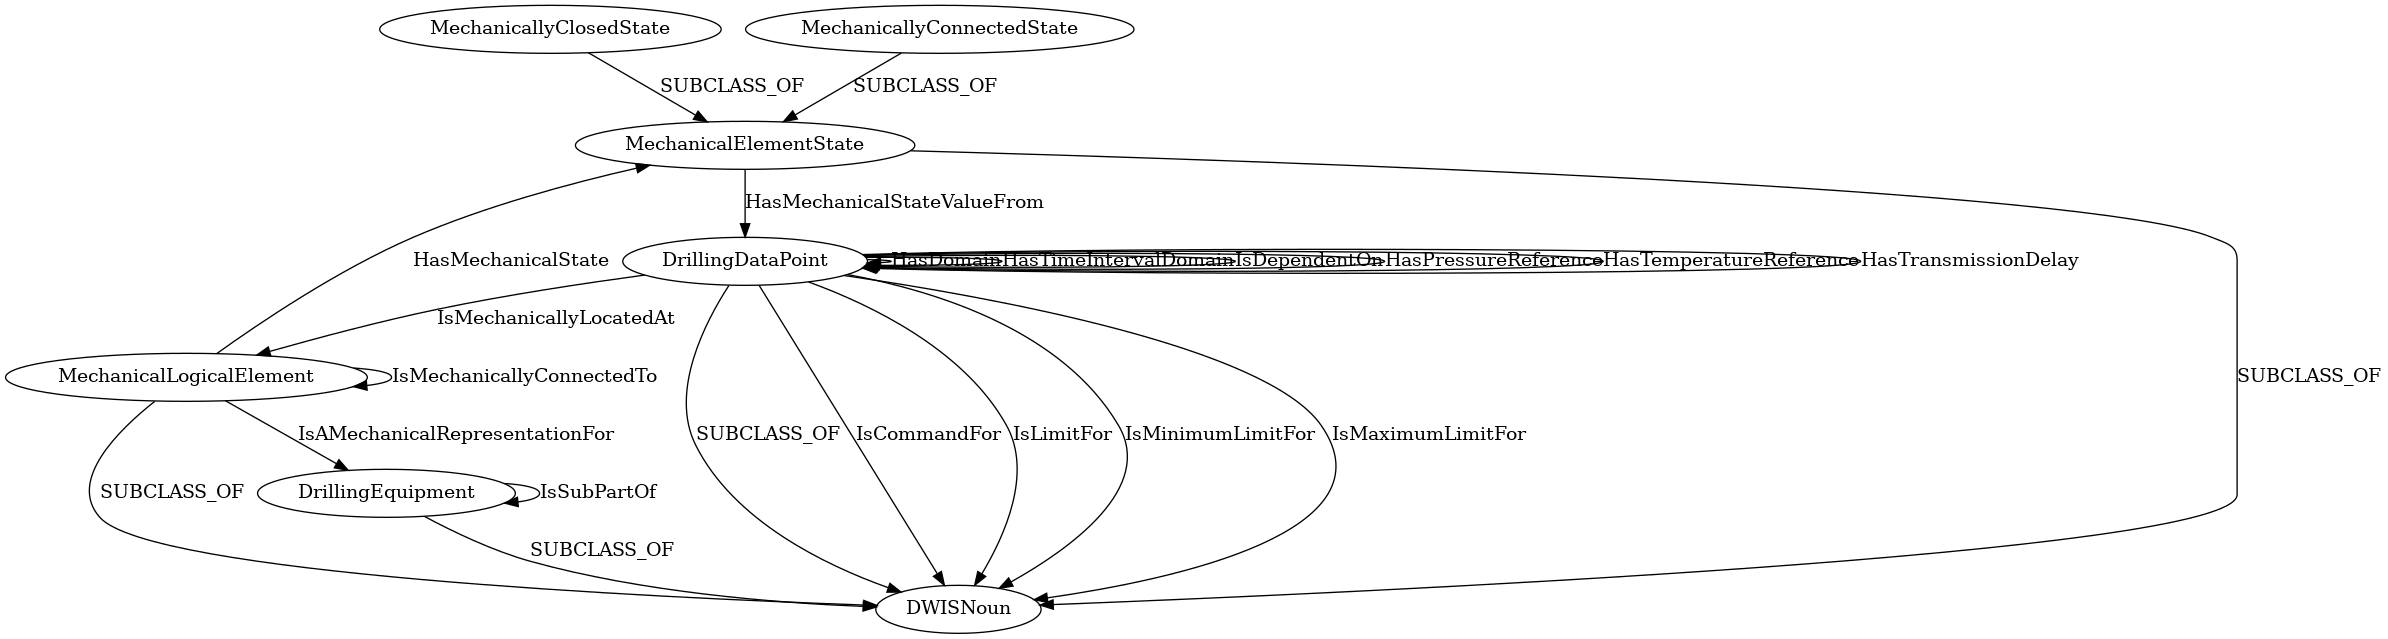 MechanicallyClosedState
MechanicallyConnectedState
SUBCLASS_OF
SUBCLASS_OF
MechanicalElementState
HasMechanicalStateValueFrom
HasMechanicalState
DrillingDataPoint
HasDomain
HasTimeIntervalDomain
IsDependentOn
HasPressureReference
HasTemperatureReference
HasTransmissionDelay
IsMechanicallyLocatedAt
MechanicalLogicalElement
IsMechanicallyConnectedTo
SUBCLASS_OF
IsAMechanicalRepresentationFor
SUBCLASS_OF
IsCommandFor
IsLimitFor
IsMinimumLimitFor
IsMaximumLimitFor
SUBCLASS_OF
DrillingEquipment
IsSubPartOf
SUBCLASS_OF
DWISNoun